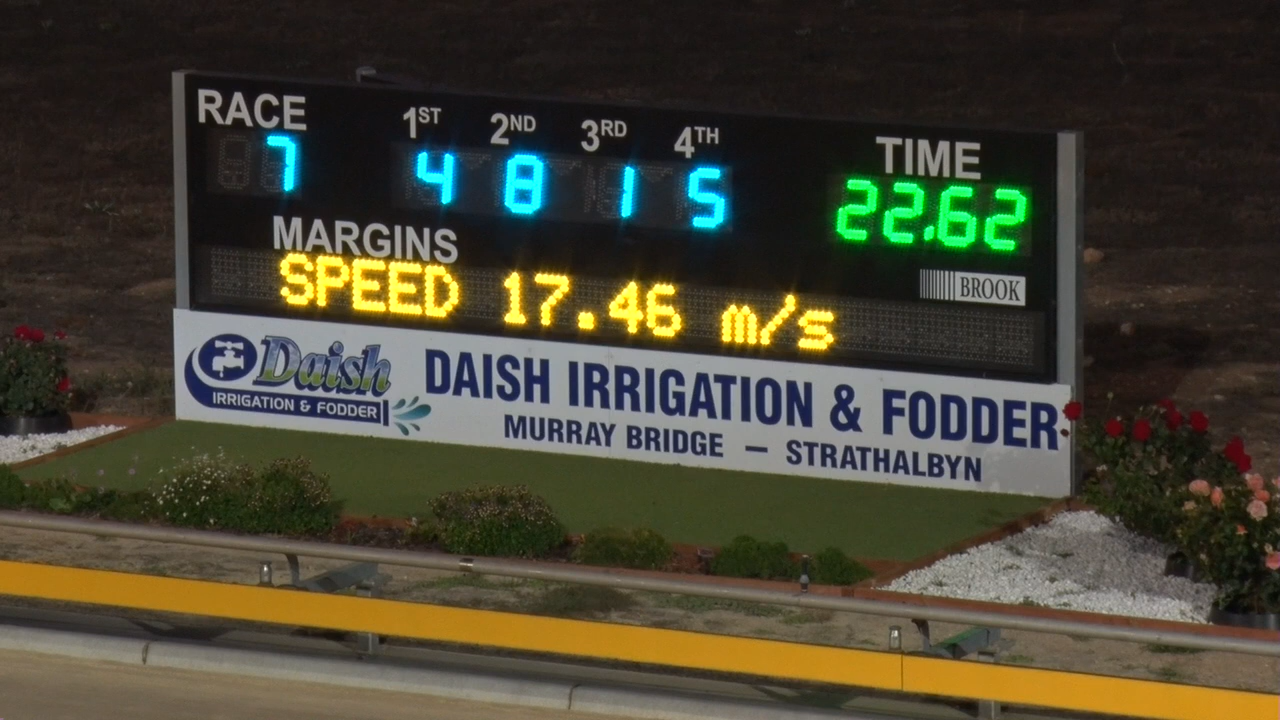 RACE 1ST 2ND 3RD 4TH TIME
7 4 8 1 5 22.62
MARGINS
SPEED 17.46 m/s
BROOK
Daish
IRRIGATION & FODDER
DAISH IRRIGATION & FODDER
MURRAY BRIDGE — STRATHALBYN